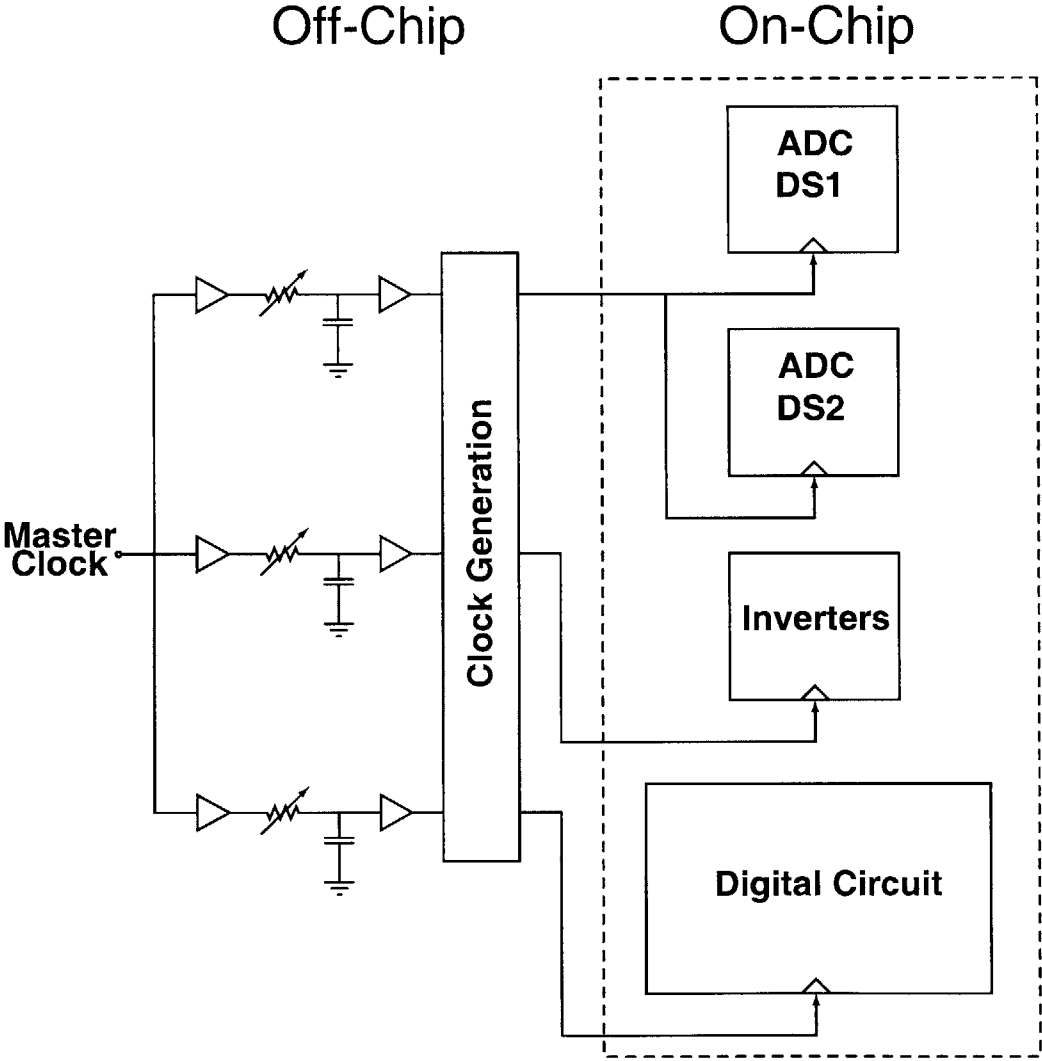 Off-Chip
On-Chip
ADC
DS1
ADC
DS2
Master
Clock
Clock Generation
Inverters
Digital Circuit